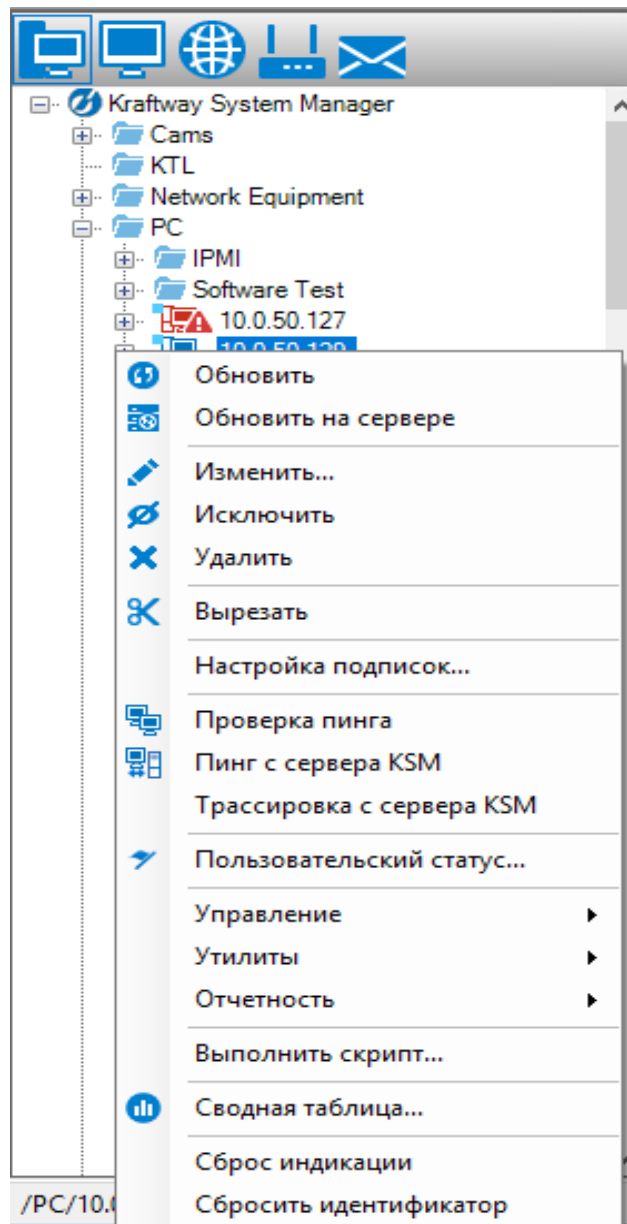 Kraftway System Manager
Cams
KTL
Network Equipment
PC
IPMI
Software Test
10.0.50.127
Обновить
Обновить на сервере
Изменить...
Исключить
Удалить
Вырезать
Настройка подписок...
Проверка пинга
Пинг с сервера KSM
Трассировка с сервера KSM
Пользовательский статус...
Управление
Утилиты
Отчетность
Выполнить скрипт...
Сводная таблица...
Сброс индикации
/PC/10.
Сбросить идентификатор